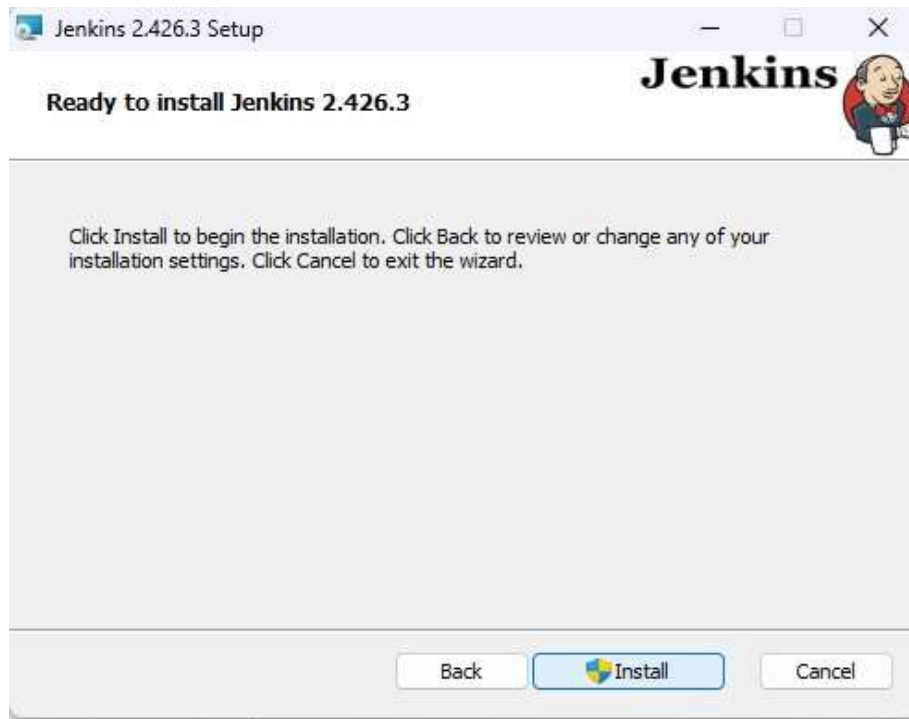 Jenkins 2.426.3 Setup
Jenkins
Ready to install Jenkins 2.426.3
Click Install to begin the installation. Click Back to review or change any of your
installation settings. Click Cancel to exit the wizard.
Back Install Cancel